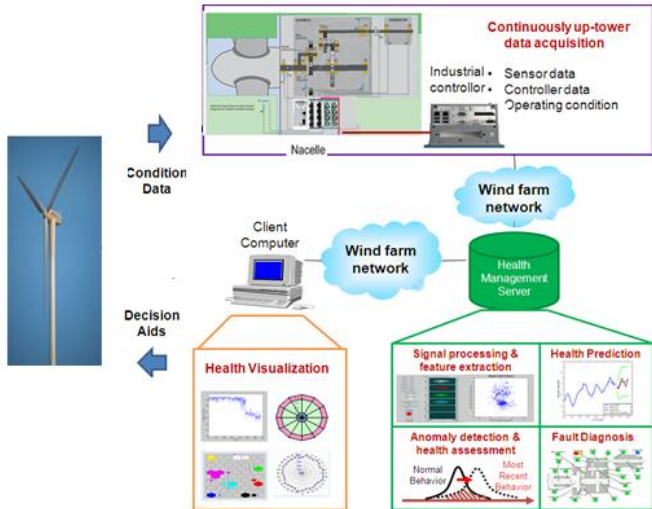 Continuously up-tower
data acquisition
Industrial
controllor
• Sensor data
• Controller data
Operating condition
Nacelle
Condition
Data
Wind farm
network
Client
Computer
Wind farm
network
Health
Management
Server
Decision
Aids
Health Visualization
Signal processing &
feature extraction
Health Prediction
Anomaly detection &
health assessment
Normal
Behavior
Most
Recent
Behavior
Fault Diagnosis